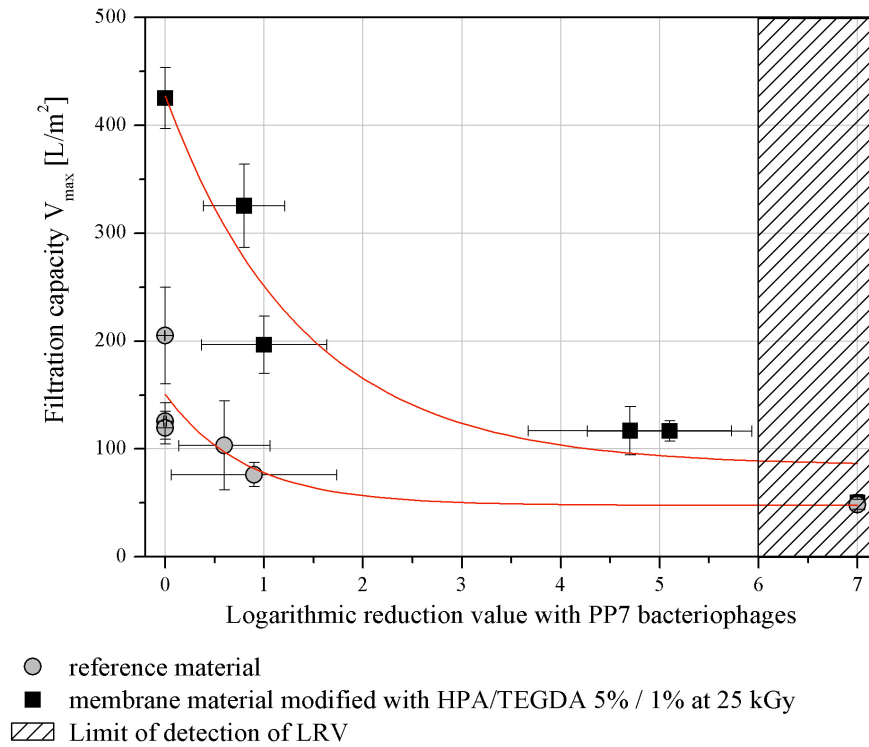 500
400
300
200
100
0
Filtration capacity V_max [L/m²]
0 1 2 3 4 5 6 7
Logarithmic reduction value with PP7 bacteriophages
reference material
membrane material modified with HPA/TEGDA 5% / 1% at 25 kGy
Limit of detection of LRV